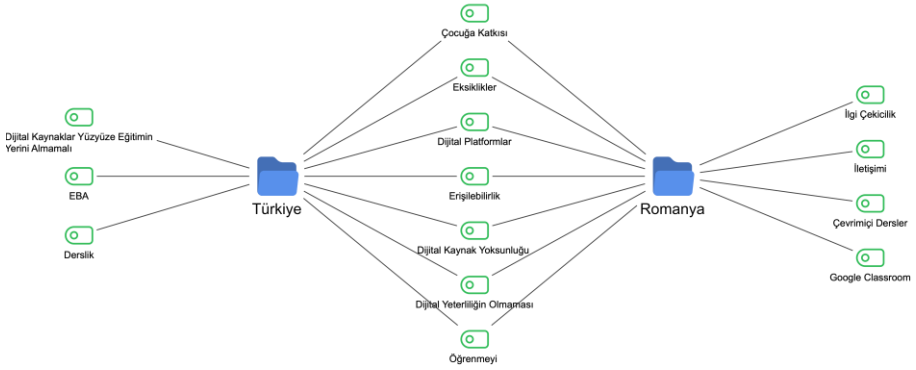 Çocuğa Katkısı
Eksiklikler
Dijital Platformlar
Erişilebilirlik
Dijital Kaynak Yoksunluğu
Dijital Yeterliliğin Olmaması
Öğrenmeyi
Dijital Kaynaklar Yüzyüze Eğitimin
Yerini Almamalı
EBA
Derslik
Türkiye
Romanya
İlgi Çekicilik
İletişimi
Çevrimiçi Dersler
Google Classroom